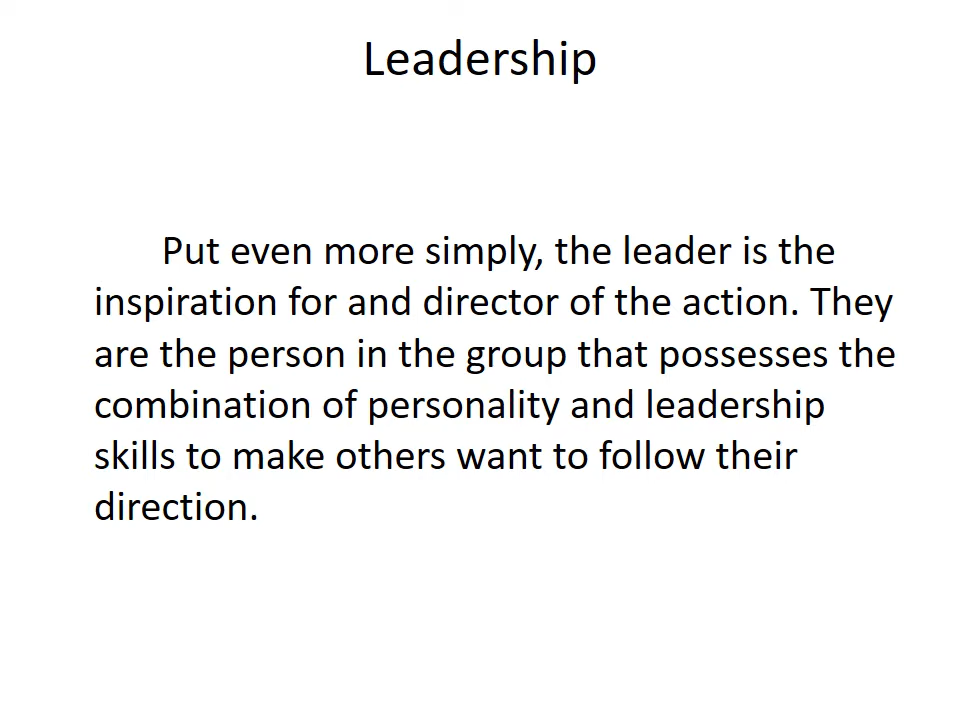 Leadership
Put even more simply, the leader is the
inspiration for and director of the action. They
are the person in the group that possesses the
combination of personality and leadership
skills to make others want to follow their
direction.